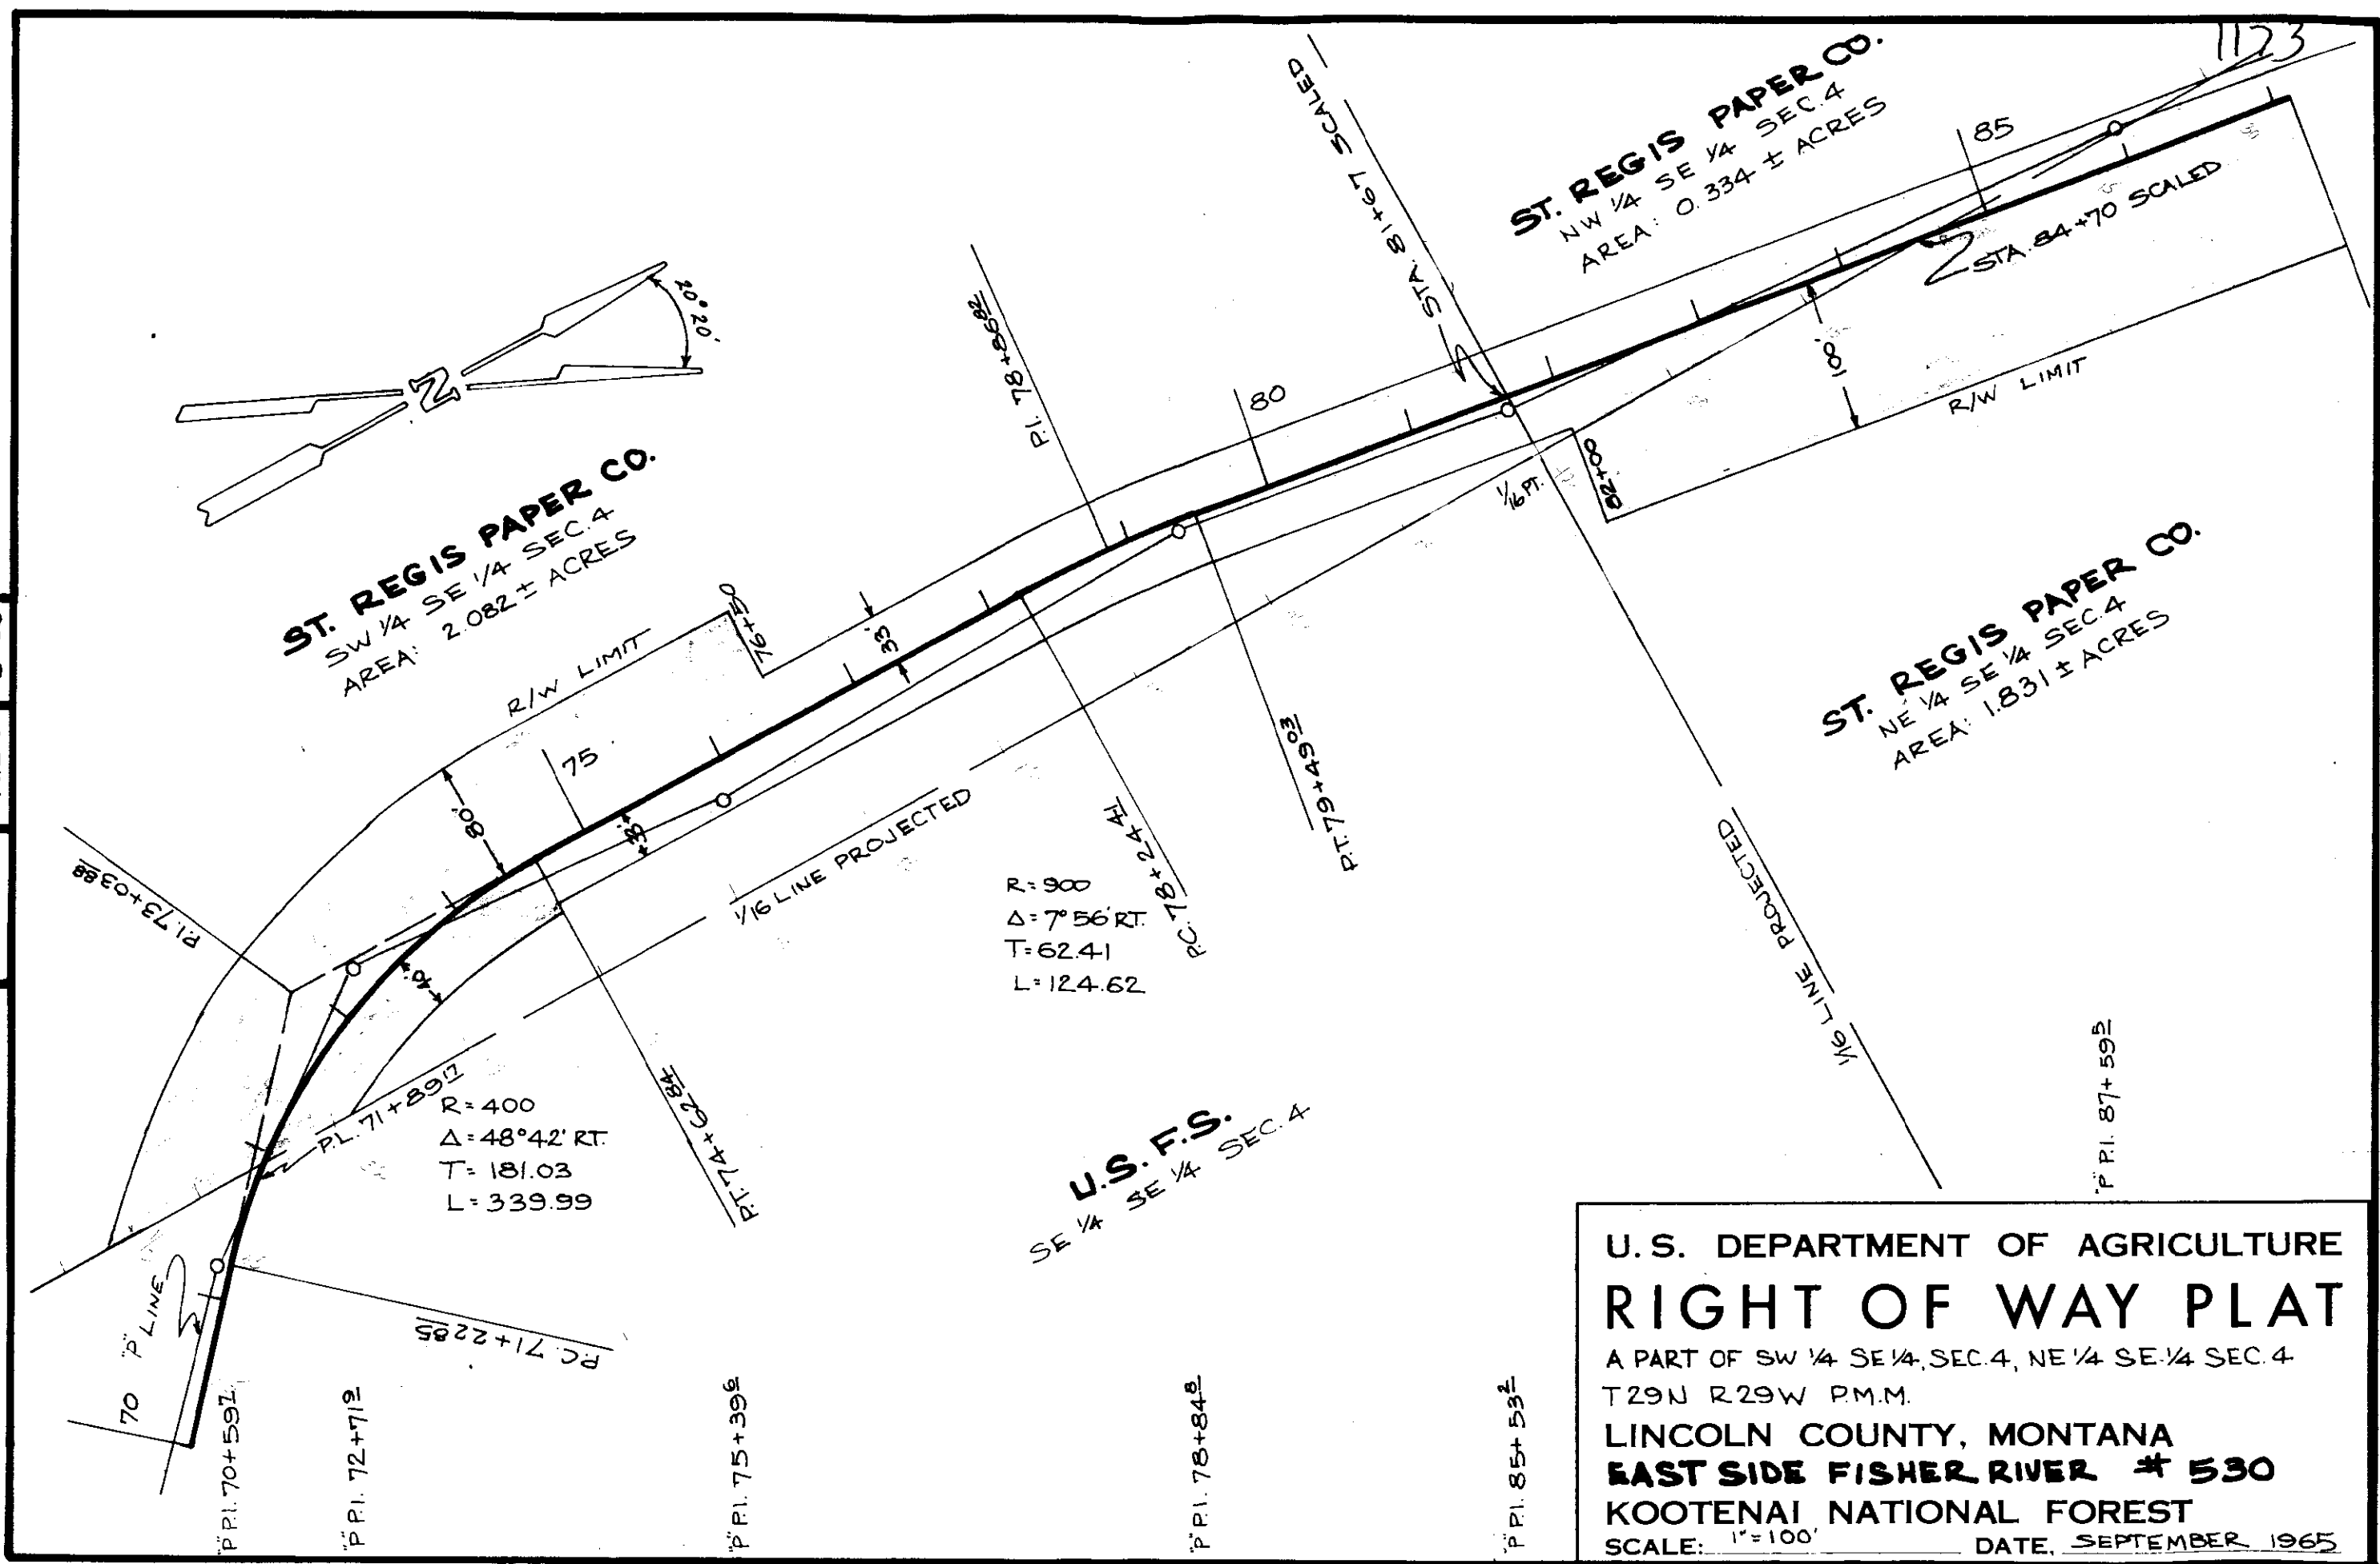 1123
STA. 81+67 SCALED
ST. REGIS PAPER CO.
NW 1/4 SE 1/4 SEC. 4
AREA: 0.334 ± ACRES
85
STA. 84+70 SCALED
20° 20'
N
P.I. 78+86.82
80
100'
R/W LIMIT
ST. REGIS PAPER CO.
SW 1/4 SE 1/4 SEC. 4
AREA: 2.082 ± ACRES
R/W LIMIT
76+50
33'
1/16 PT.
82+00
ST. REGIS PAPER CO.
NE 1/4 SE 1/4 SEC. 4
AREA: 1.831 ± ACRES
75
80'
33'
P.T. 79+49.03
P.C. 78+24.41
1/16 LINE PROJECTED
1/16 LINE PROJECTED
P.I. 73+03.88
40'
R= 900
Δ= 7° 56' RT.
T= 62.41
L= 124.62
P.L. 71+89.17
R= 400
Δ= 48° 42' RT.
T= 181.03
L= 339.99
P.T. 74+62.84
U.S. F.S.
SE 1/4 SE 1/4 SEC. 4
"P" LINE
P.C. 71+22.85
70
"P" P.I. 70+59.7
"P" P.I. 72+71.9
"P" P.I. 75+39.6
"P" P.I. 78+84.8
"P" P.I. 85+53.2
"P" P.I. 87+59.5
U. S. DEPARTMENT OF AGRICULTURE
RIGHT OF WAY PLAT
A PART OF SW 1/4 SE 1/4, SEC. 4, NE 1/4 SE 1/4 SEC. 4
T29N R29W P.M.M.
LINCOLN COUNTY, MONTANA
EAST SIDE FISHER RIVER # 530
KOOTENAI NATIONAL FOREST
SCALE: 1"=100' DATE. SEPTEMBER 1965